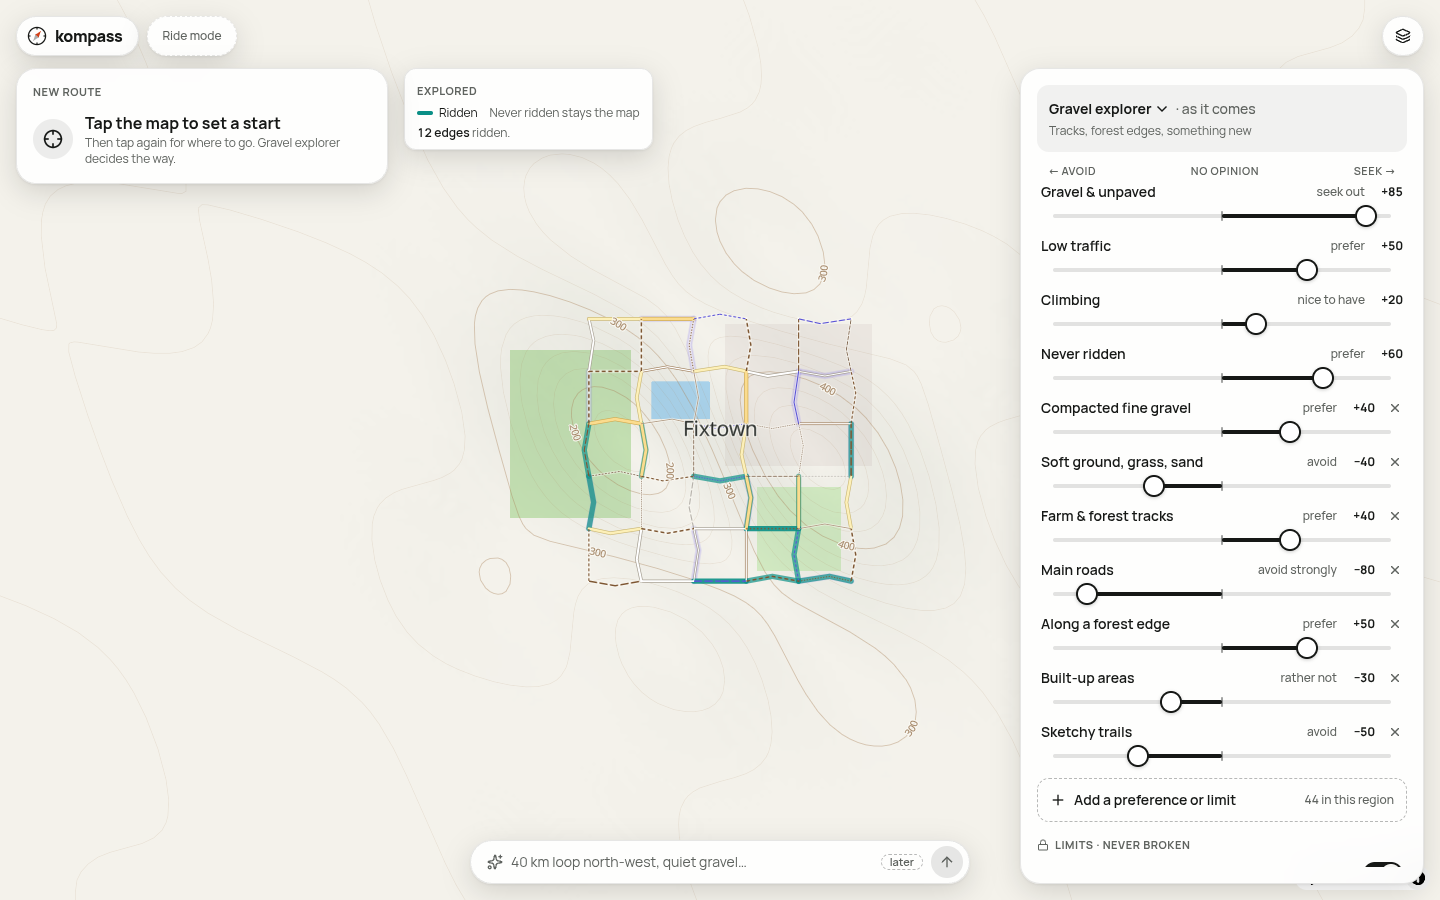 kompass
Ride mode
NEW ROUTE
Tap the map to set a start
Then tap again for where to go. Gravel explorer
decides the way.
EXPLORED
Ridden Never ridden stays the map
12 edges ridden.
300
300
400
200
Fixtown
200
300
300
400
300
40 km loop north-west, quiet gravel...
later
Gravel explorer · as it comes
Tracks, forest edges, something new
← AVOID NO OPINION SEEK →
Gravel & unpaved seek out +85
Low traffic prefer +50
Climbing nice to have +20
Never ridden prefer +60
Compacted fine gravel prefer +40 ×
Soft ground, grass, sand avoid −40 ×
Farm & forest tracks prefer +40 ×
Main roads avoid strongly −80 ×
Along a forest edge prefer +50 ×
Built-up areas rather not −30 ×
Sketchy trails avoid −50 ×
+ Add a preference or limit 44 in this region
LIMITS · NEVER BROKEN